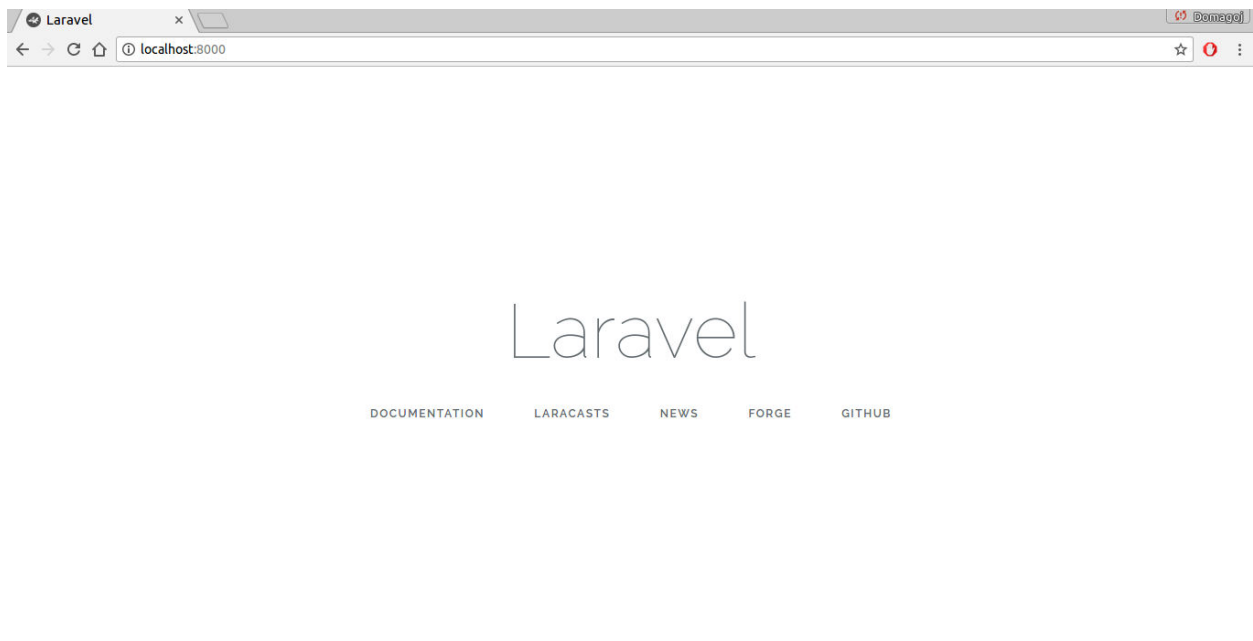 Laravel
Domagoj
localhost:8000
Laravel
DOCUMENTATION LARACASTS NEWS FORGE GITHUB